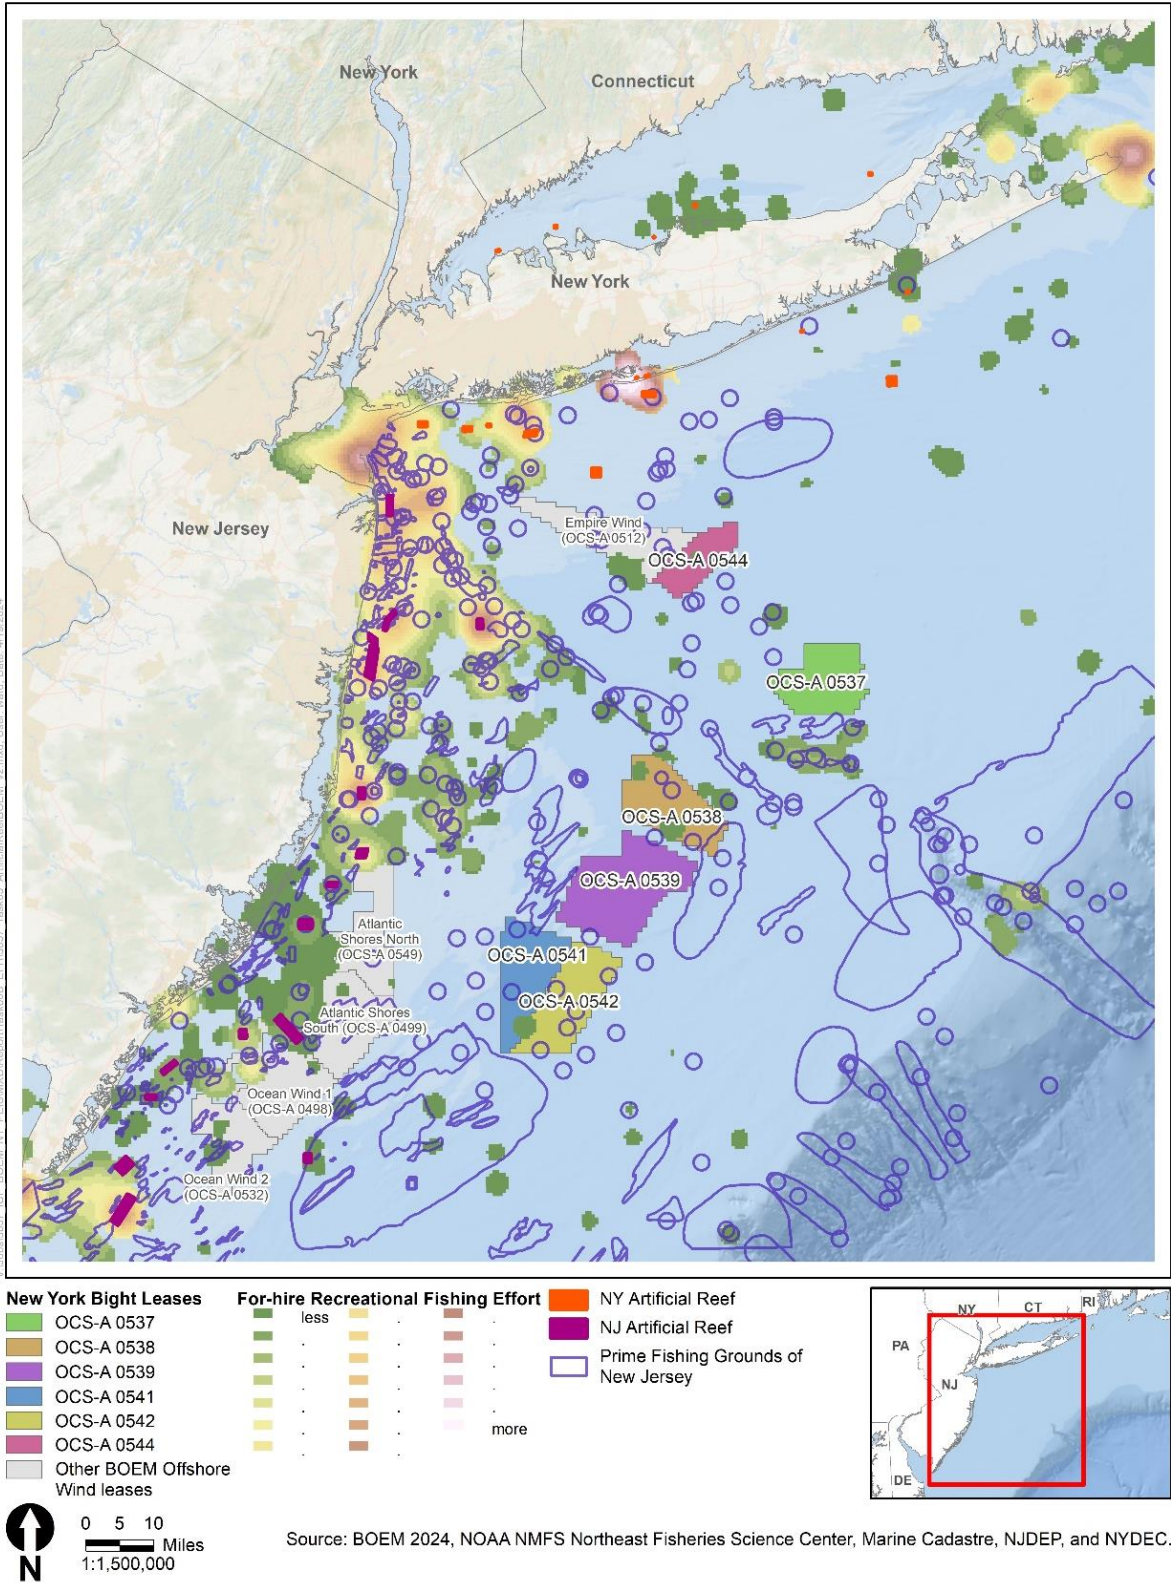 New York
Connecticut
New York
New Jersey
Empire Wind
(OCS-A 0512)
OCS-A 0544
OCS-A 0537
OCS-A 0538
OCS-A 0539
Atlantic
Shores North
(OCS-A 0549)
OCS-A 0541
OCS-A 0542
Atlantic Shores
South (OCS-A 0499)
Ocean Wind 1
(OCS-A 0498)
Ocean Wind 2
(OCS-A 0532)
New York Bight Leases
OCS-A 0537
OCS-A 0538
OCS-A 0539
OCS-A 0541
OCS-A 0542
OCS-A 0544
Other BOEM Offshore
Wind leases
For-hire Recreational Fishing Effort
less
more
NY Artificial Reef
NJ Artificial Reef
Prime Fishing Grounds of
New Jersey
NY
CT
RI
PA
NJ
DE
N
0 5 10
Miles
1:1,500,000
Source: BOEM 2024, NOAA NMFS Northeast Fisheries Science Center, Marine Cadastre, NJDEP, and NYDEC.